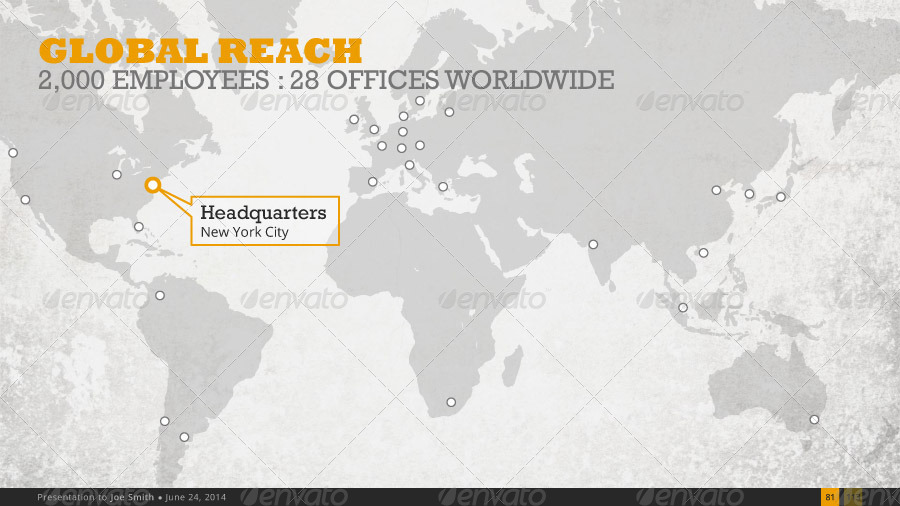 GLOBAL REACH
2,000 EMPLOYEES : 28 OFFICES WORLDWIDE
envato envato envato envato envato
Headquarters
New York City
envato envato envato envato
Presentation to Joe Smith ● June 24, 2014
81
envato envato envato envato